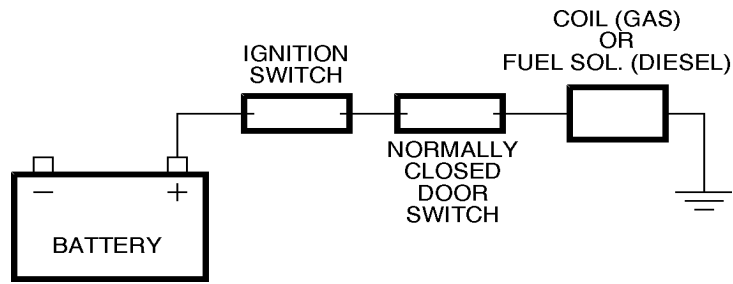 COIL (GAS)
OR
FUEL SOL. (DIESEL)
IGNITION
SWITCH
NORMALLY
CLOSED
DOOR
SWITCH
− +
BATTERY